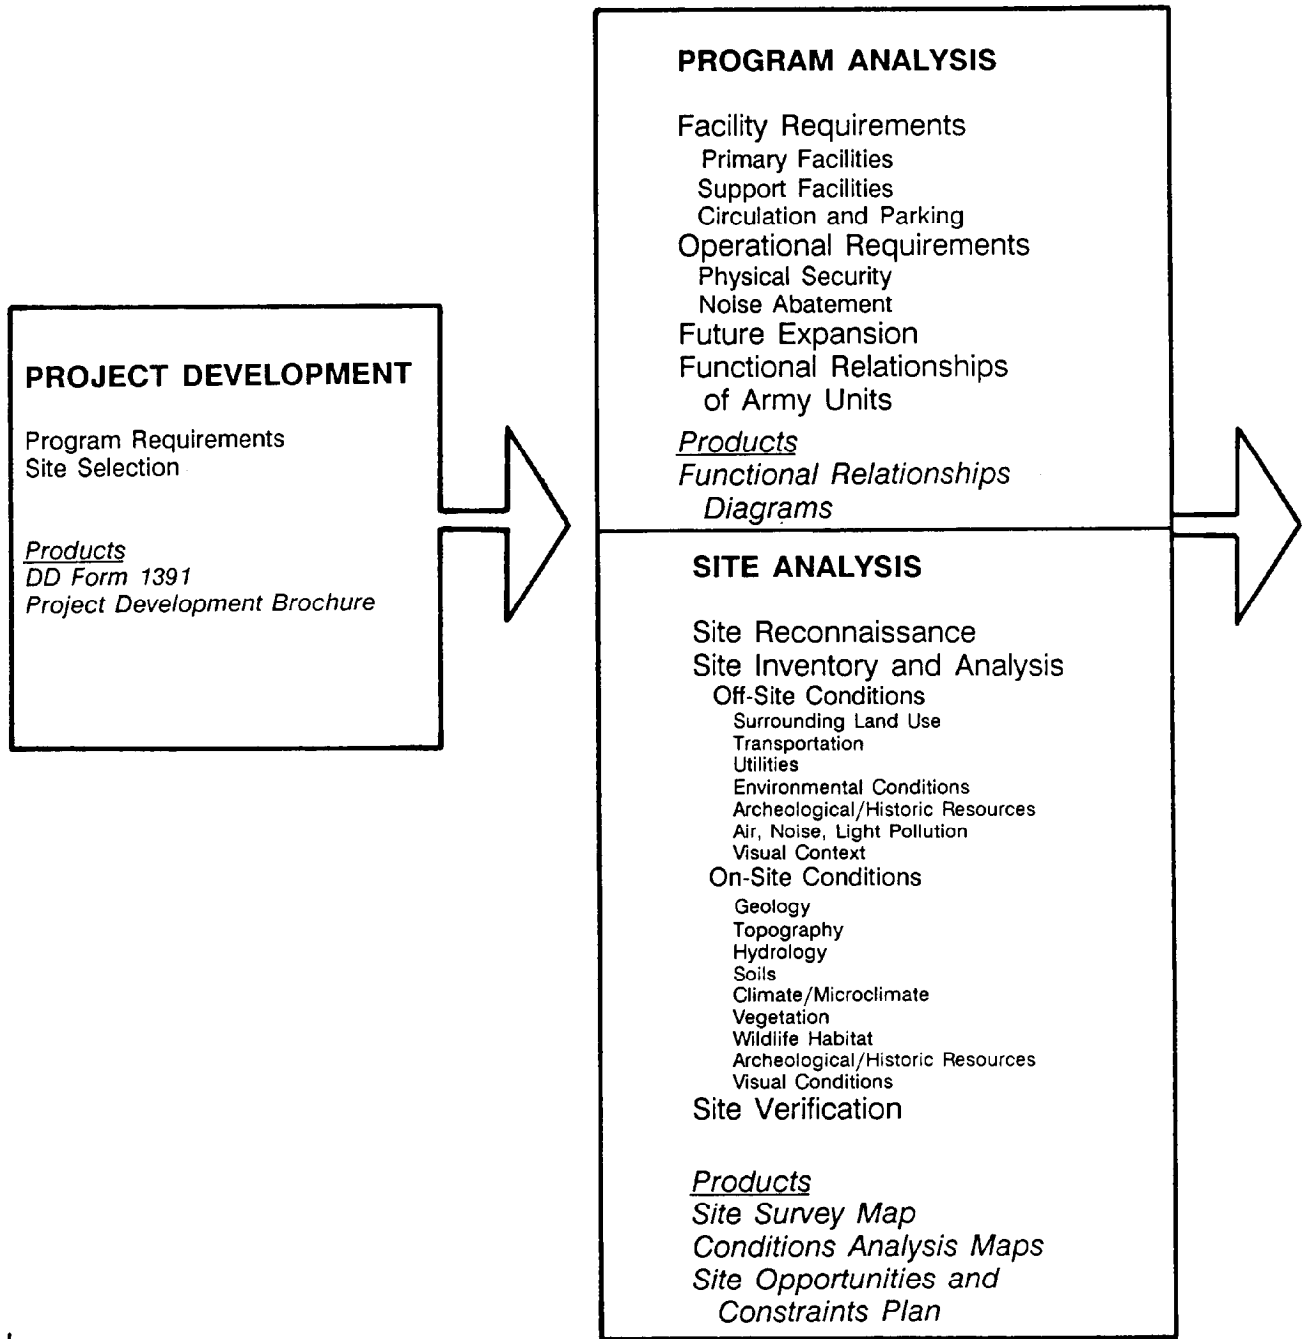 PROJECT DEVELOPMENT
Program Requirements
Site Selection
Products
DD Form 1391
Project Development Brochure
PROGRAM ANALYSIS
Facility Requirements
Primary Facilities
Support Facilities
Circulation and Parking
Operational Requirements
Physical Security
Noise Abatement
Future Expansion
Functional Relationships
of Army Units
Products
Functional Relationships
Diagrams
SITE ANALYSIS
Site Reconnaissance
Site Inventory and Analysis
Off-Site Conditions
Surrounding Land Use
Transportation
Utilities
Environmental Conditions
Archeological/Historic Resources
Air, Noise, Light Pollution
Visual Context
On-Site Conditions
Geology
Topography
Hydrology
Soils
Climate/Microclimate
Vegetation
Wildlife Habitat
Archeological/Historic Resources
Visual Conditions
Site Verification
Products
Site Survey Map
Conditions Analysis Maps
Site Opportunities and
Constraints Plan